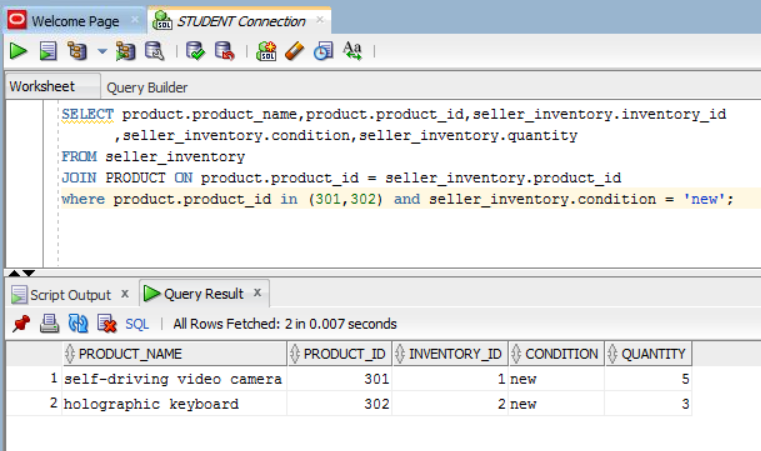 Welcome Page STUDENT Connection
SQL Aa
Worksheet Query Builder
SELECT product.product_name,product.product_id,seller_inventory.inventory_id
,seller_inventory.condition,seller_inventory.quantity
FROM seller_inventory
JOIN PRODUCT ON product.product_id = seller_inventory.product_id
where product.product_id in (301,302) and seller_inventory.condition = 'new';
Script Output x Query Result x
SQL | All Rows Fetched: 2 in 0.007 seconds
PRODUCT_NAME PRODUCT_ID INVENTORY_ID CONDITION QUANTITY
1 self-driving video camera 301 1 new 5
2 holographic keyboard 302 2 new 3